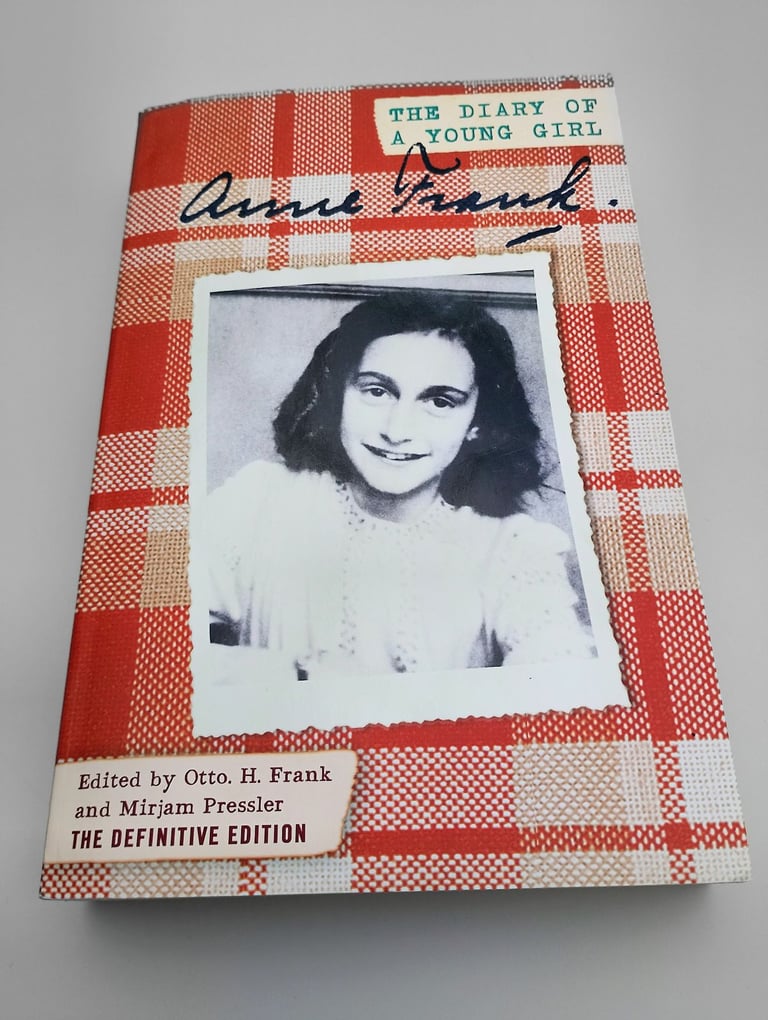 THE DIARY OF
A YOUNG GIRL
Anne Frank.
Edited by Otto. H. Frank
and Mirjam Pressler
THE DEFINITIVE EDITION